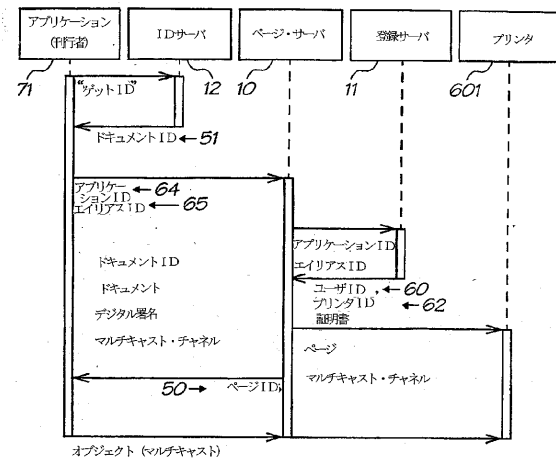 アプリケーション
(刊行者)
IDサーバ
ページ・サーバ
登録サーバ
プリンタ
71
12
10
11
601
"ゲットID"
ドキュメントID
51
アプリケー
ションID
64
エイリアスID
65
アプリケーションID
エイリアスID
ドキュメントID
ユーザID
60
ドキュメント
プリンタID
62
デジタル署名
証明書
マルチキャスト・チャネル
ページ
マルチキャスト・チャネル
50
ページID
オブジェクト (マルチキャスト)